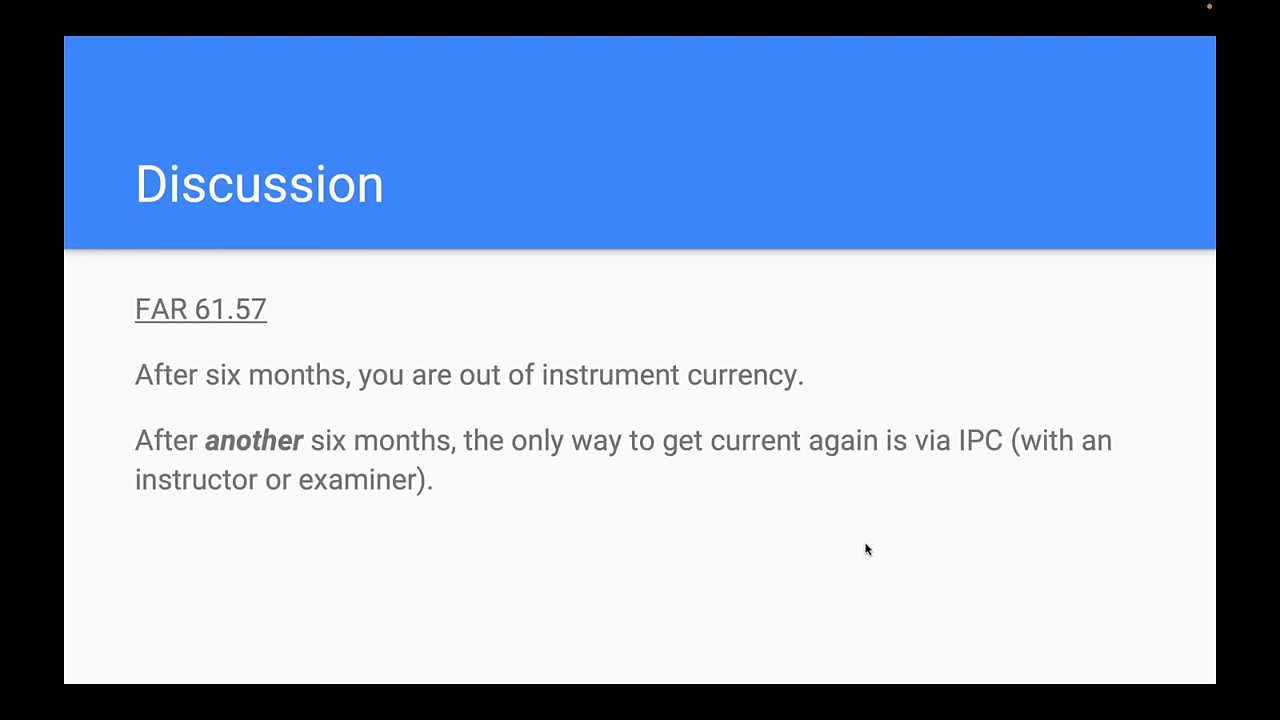 Discussion
FAR 61.57
After six months, you are out of instrument currency.
After another six months, the only way to get current again is via IPC (with an
instructor or examiner).